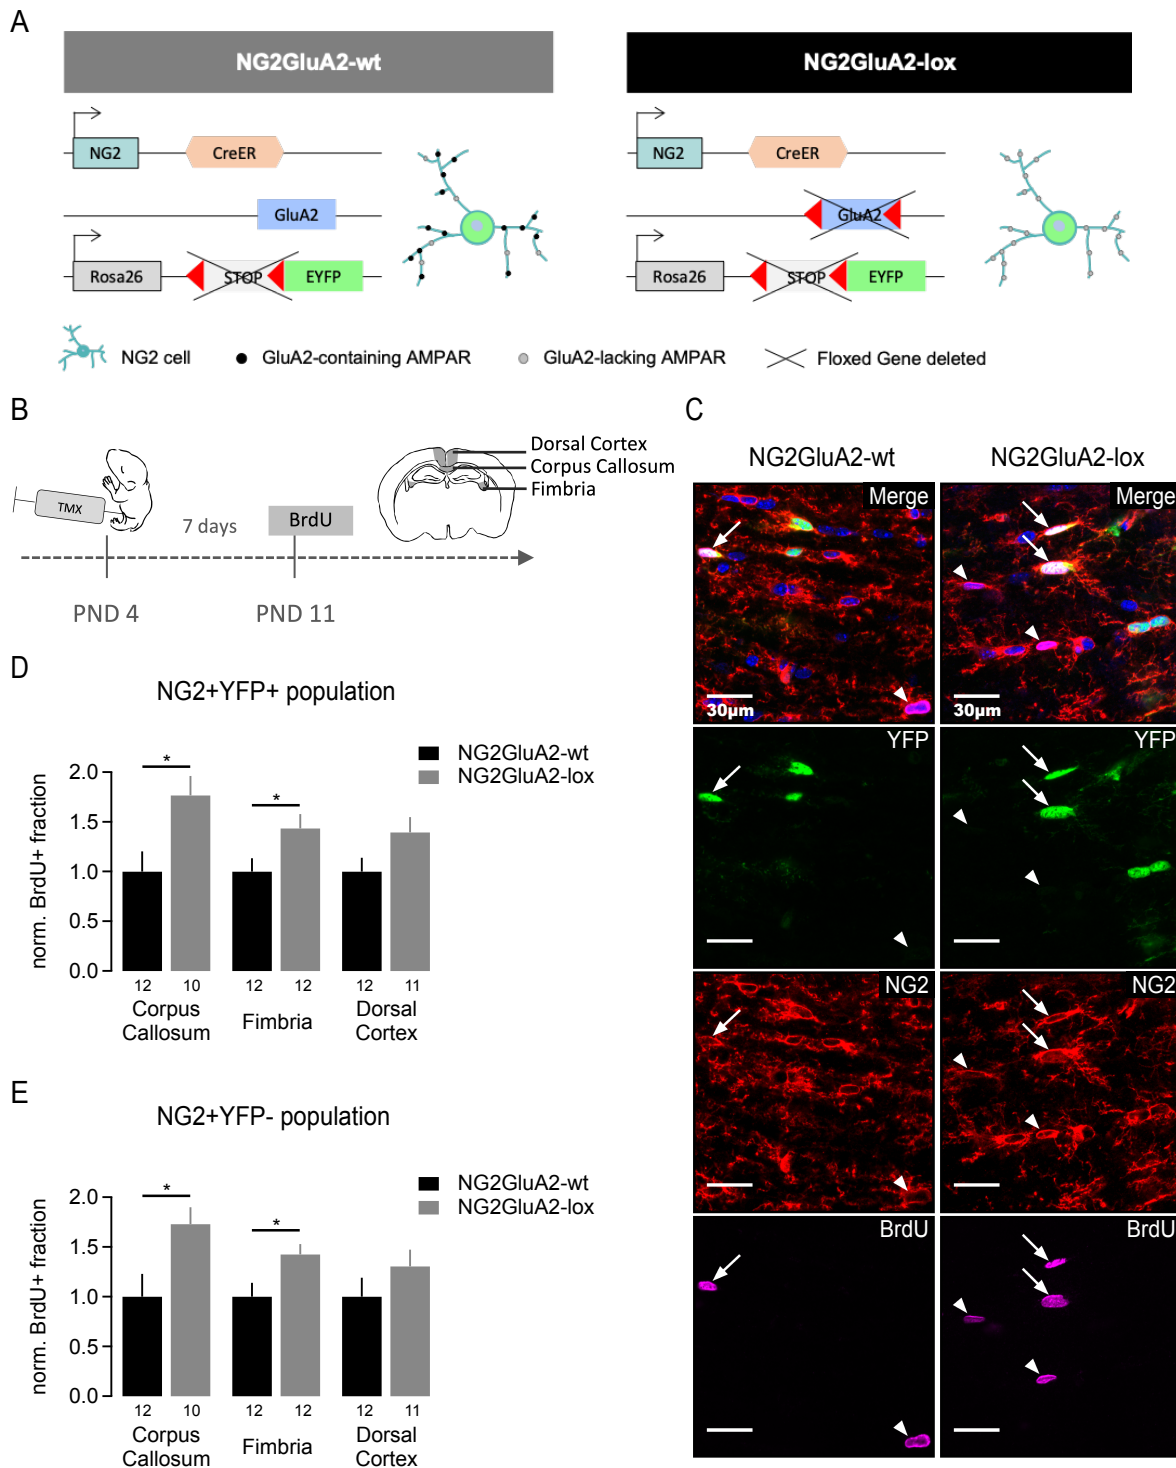 A
NG2GluA2-wt
NG2GluA2-lox
NG2
CreER
NG2
CreER
GluA2
GluA2
Rosa26
STOP
EYFP
Rosa26
STOP
EYFP
NG2 cell
GluA2-containing AMPAR
GluA2-lacking AMPAR
Floxed Gene deleted
B
TMX
7 days
BrdU
PND 4
PND 11
Dorsal Cortex
Corpus Callosum
Fimbria
C
NG2GluA2-wt
NG2GluA2-lox
Merge
Merge
30µm
30µm
YFP
YFP
NG2
NG2
BrdU
BrdU
D
NG2+YFP+ population
NG2GluA2-wt
NG2GluA2-lox
norm. BrdU+ fraction
2.0
1.5
1.0
0.5
0.0
*
*
12 10 12 12 12 11
Corpus
Callosum
Fimbria
Dorsal
Cortex
E
NG2+YFP- population
NG2GluA2-wt
NG2GluA2-lox
norm. BrdU+ fraction
2.0
1.5
1.0
0.5
0.0
*
*
12 10 12 12 12 11
Corpus
Callosum
Fimbria
Dorsal
Cortex